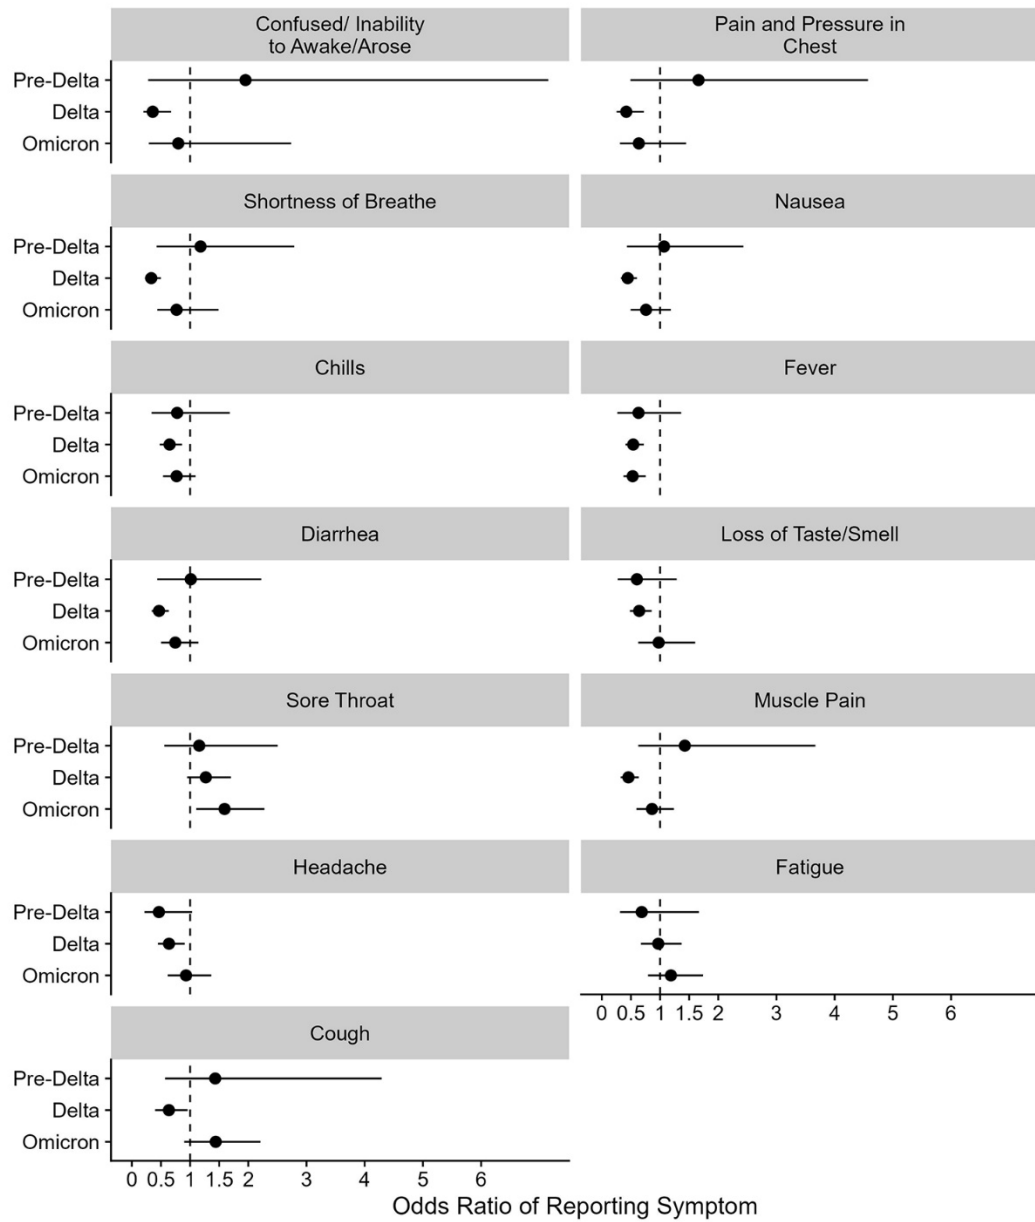 Confused/ Inability
to Awake/Arose
Pain and Pressure in
Chest
Pre-Delta
Delta
Omicron
Shortness of Breathe
Nausea
Pre-Delta
Delta
Omicron
Chills
Fever
Pre-Delta
Delta
Omicron
Diarrhea
Loss of Taste/Smell
Pre-Delta
Delta
Omicron
Sore Throat
Muscle Pain
Pre-Delta
Delta
Omicron
Headache
Fatigue
Pre-Delta
Delta
Omicron
0 0.5 1 1.5 2 3 4 5 6
Cough
Pre-Delta
Delta
Omicron
0 0.5 1 1.5 2 3 4 5 6
Odds Ratio of Reporting Symptom